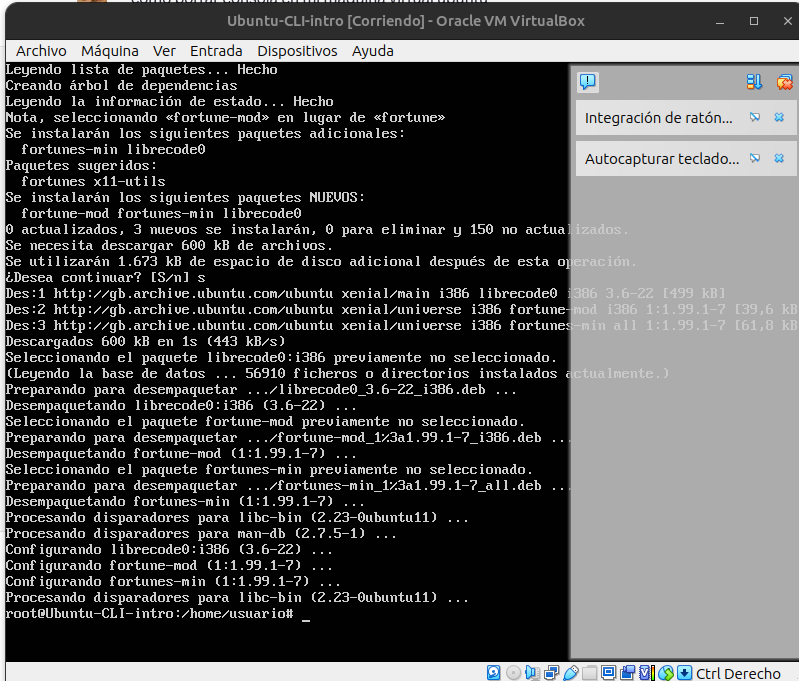 Ubuntu-CLI-intro [Corriendo] - Oracle VM VirtualBox
Archivo Máquina Ver Entrada Dispositivos Ayuda
Leyendo lista de paquetes... Hecho
Creando árbol de dependencias
Leyendo la información de estado... Hecho
Nota, seleccionando «fortune-mod» en lugar de «fortune»
Se instalarán los siguientes paquetes adicionales:
fortunes-min librecode0
Paquetes sugeridos:
fortunes x11-utils
Se instalarán los siguientes paquetes NUEVOS:
fortune-mod fortunes-min librecode0
0 actualizados, 3 nuevos se instalarán, 0 para eliminar y 150 no actualizados.
Se necesita descargar 600 kB de archivos.
Se utilizarán 1.673 kB de espacio de disco adicional después de esta operación.
¿Desea continuar? [S/n] s
Des:1 http://gb.archive.ubuntu.com/ubuntu xenial/main i386 librecode0 i386 3.6-22 [499 kB]
Des:2 http://gb.archive.ubuntu.com/ubuntu xenial/universe i386 fortune-mod i386 1:1.99.1-7 [39,6 kB
Des:3 http://gb.archive.ubuntu.com/ubuntu xenial/universe i386 fortunes-min all 1:1.99.1-7 [61,8 kB
Descargados 600 kB en 1s (443 kB/s)
Seleccionando el paquete librecode0:i386 previamente no seleccionado.
(Leyendo la base de datos ... 56910 ficheros o directorios instalados actualmente.)
Preparando para desempaquetar .../librecode0_3.6-22_i386.deb ...
Desempaquetando librecode0:i386 (3.6-22) ...
Seleccionando el paquete fortune-mod previamente no seleccionado.
Preparando para desempaquetar .../fortune-mod_1%3a1.99.1-7_i386.deb ...
Desempaquetando fortune-mod (1:1.99.1-7) ...
Seleccionando el paquete fortunes-min previamente no seleccionado.
Preparando para desempaquetar .../fortunes-min_1%3a1.99.1-7_all.deb ...
Desempaquetando fortunes-min (1:1.99.1-7) ...
Procesando disparadores para libc-bin (2.23-0ubuntu11) ...
Procesando disparadores para man-db (2.7.5-1) ...
Configurando librecode0:i386 (3.6-22) ...
Configurando fortune-mod (1:1.99.1-7) ...
Configurando fortunes-min (1:1.99.1-7) ...
Procesando disparadores para libc-bin (2.23-0ubuntu11) ...
root@Ubuntu-CLI-intro:/home/usuario# _
Integración de ratón...
Autocapturar teclado...
Ctrl Derecho